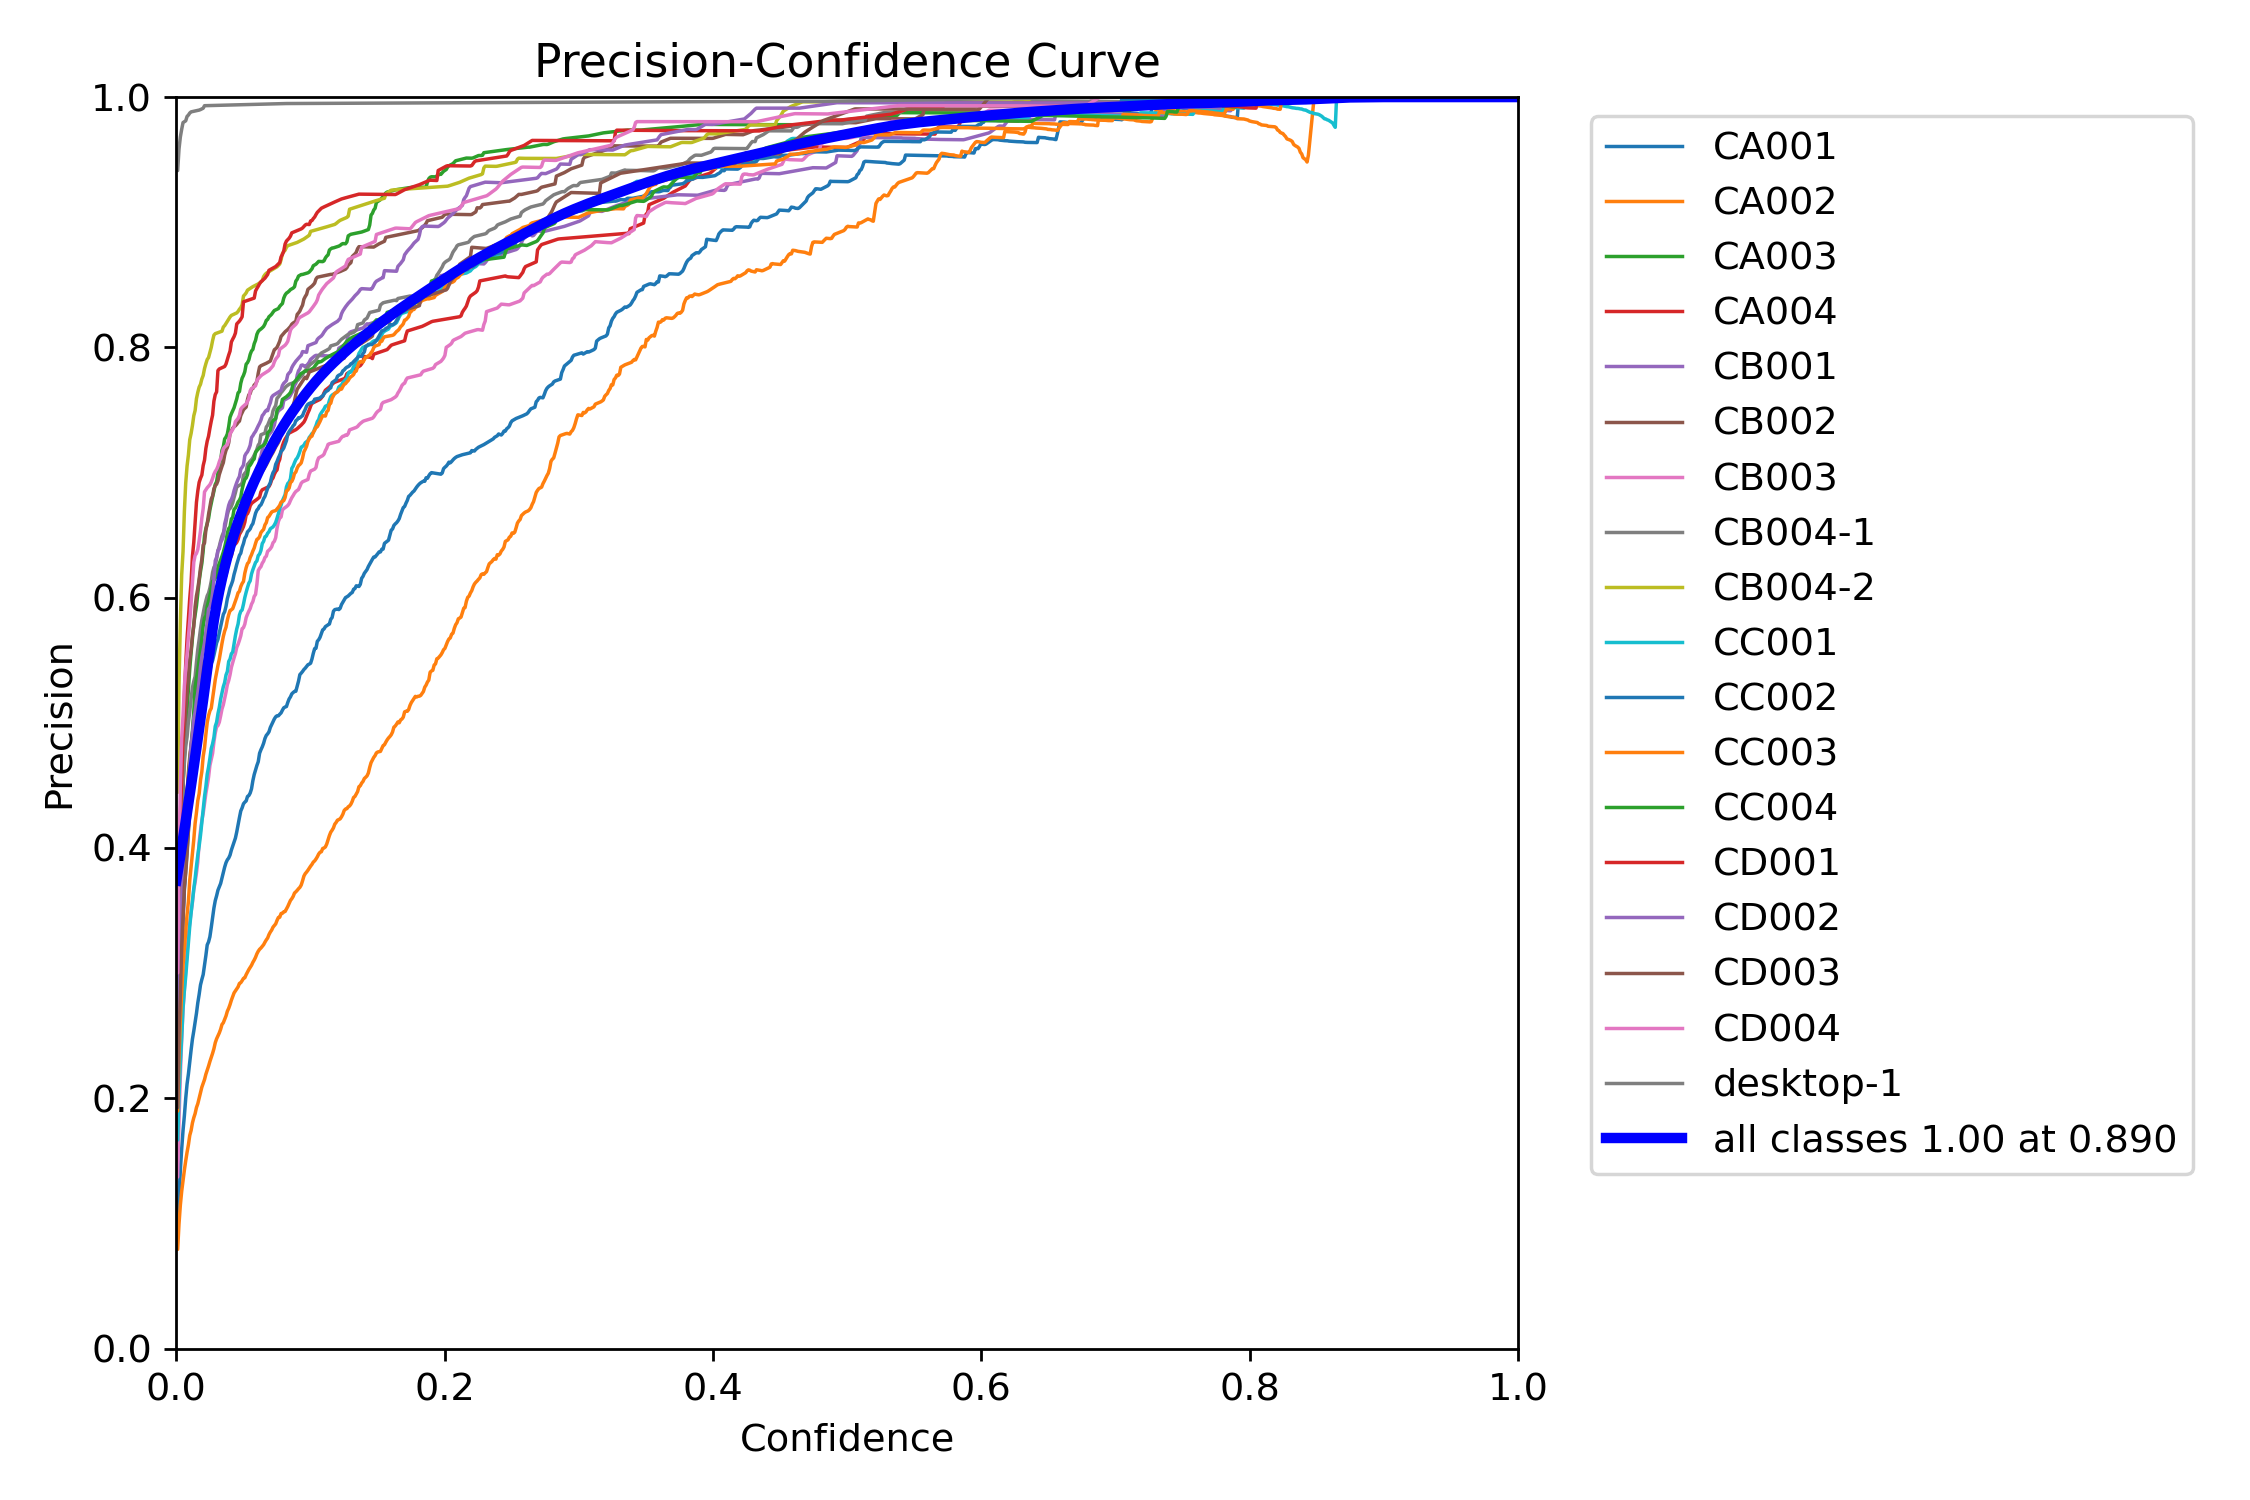 Precision-Confidence Curve
1.0
0.8
0.6
0.4
0.2
0.0
Precision
0.0 0.2 0.4 0.6 0.8 1.0
Confidence
CA001
CA002
CA003
CA004
CB001
CB002
CB003
CB004-1
CB004-2
CC001
CC002
CC003
CC004
CD001
CD002
CD003
CD004
desktop-1
all classes 1.00 at 0.890